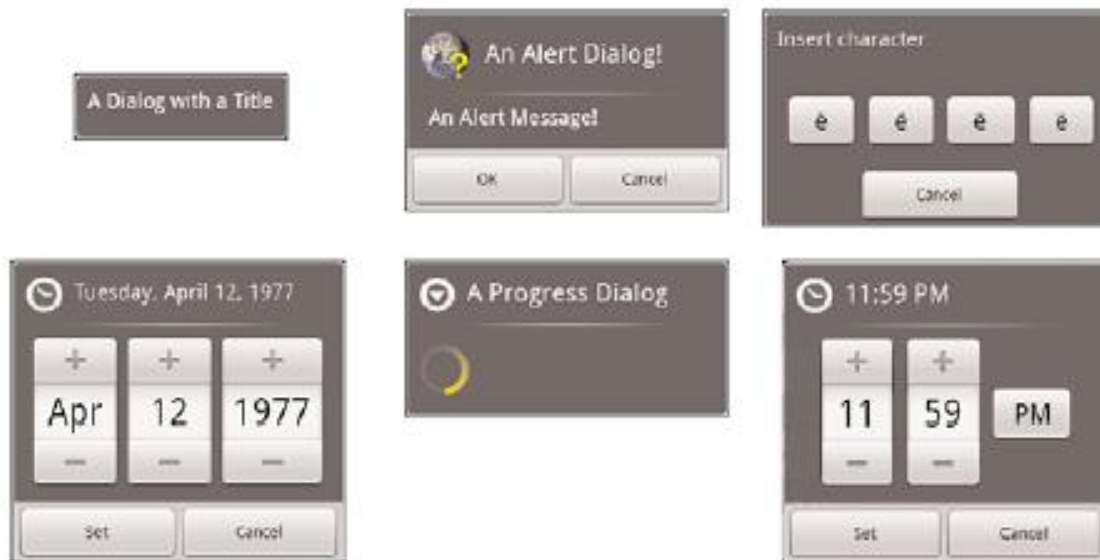 A Dialog with a Title
An Alert Dialog!
An Alert Message!
OK
Cancel
Insert character
è
é
Cancel
Tuesday, April 12, 1977
+
+
+
Apr
12
1977
−
−
−
Set
Cancel
A Progress Dialog
11:59 PM
+
+
11
59
PM
−
−
Set
Cancel